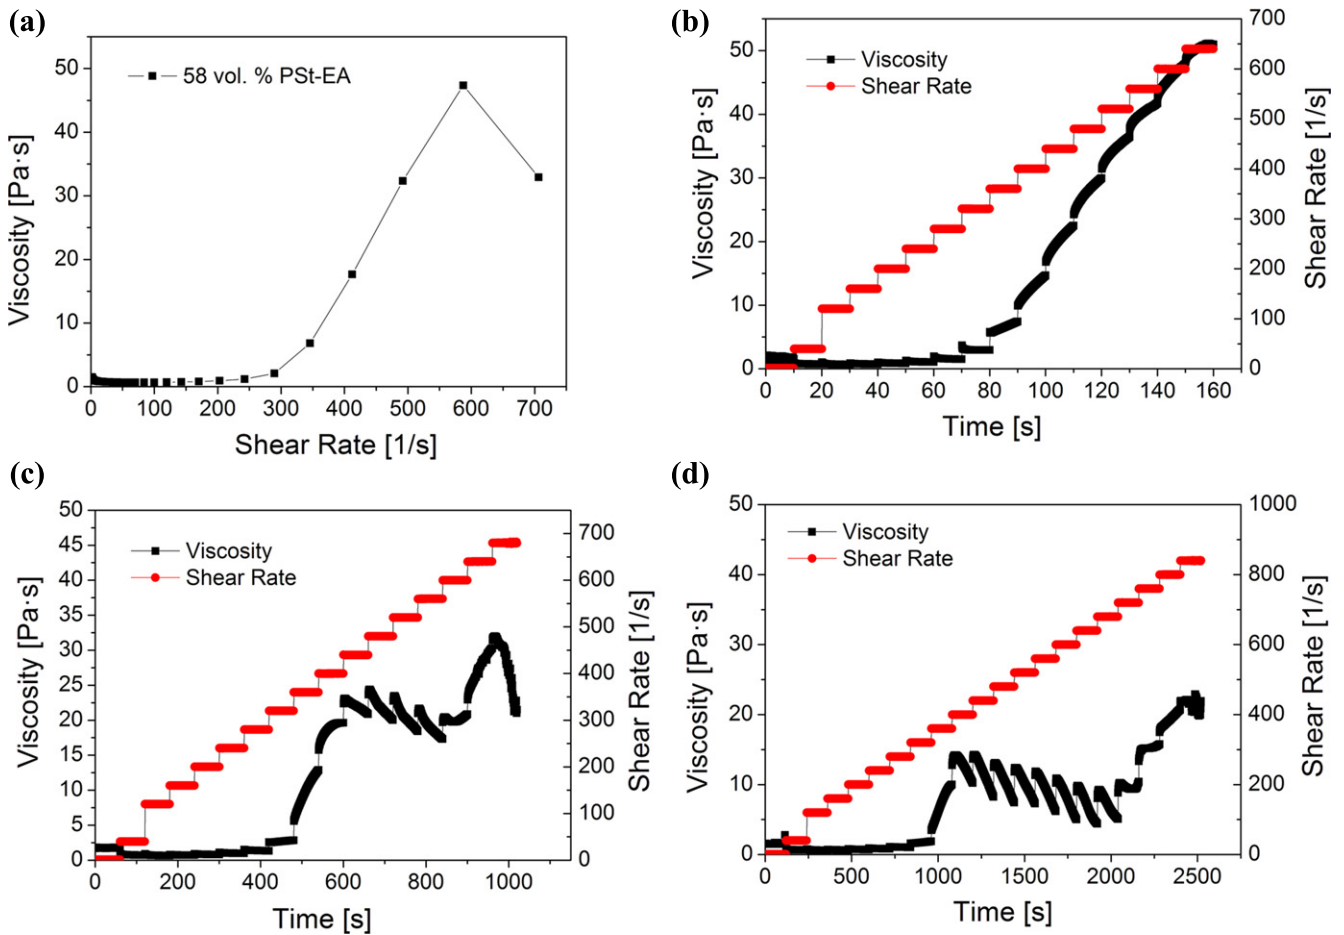 (a)
50
40
30
20
10
0
Viscosity [Pa·s]
58 vol. % PSt-EA
0 100 200 300 400 500 600 700
Shear Rate [1/s]
(b)
50
40
30
20
10
0
Viscosity [Pa·s]
Viscosity
Shear Rate
700
600
500
400
300
200
100
0
Shear Rate [1/s]
0 20 40 60 80 100 120 140 160
Time [s]
(c)
50
45
40
35
30
25
20
15
10
5
0
Viscosity [Pa·s]
Viscosity
Shear Rate
700
600
500
400
300
200
100
0
Shear Rate [1/s]
0 200 400 600 800 1000
Time [s]
(d)
50
40
30
20
10
0
Viscosity [Pa·s]
Viscosity
Shear Rate
1000
800
600
400
200
0
Shear Rate [1/s]
0 500 1000 1500 2000 2500
Time [s]